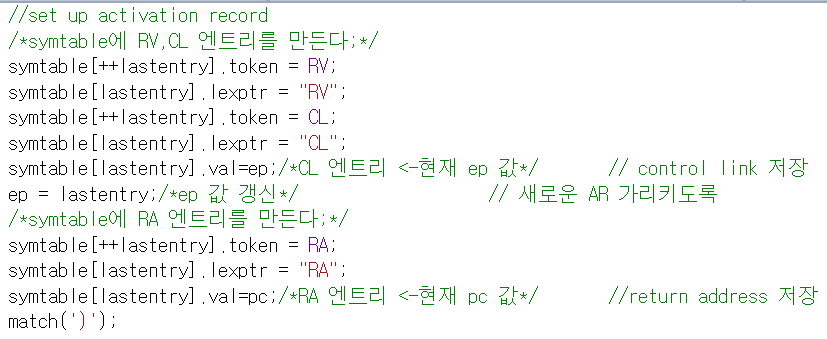 //set up activation record
/*symtable에 RV,CL 엔트리를 만든다;*/
symtable[++lastentry].token = RV;
symtable[lastentry].lexptr = "RV";
symtable[++lastentry].token = CL;
symtable[lastentry].lexptr = "CL";
symtable[lastentry].val=ep;/*CL 엔트리 <-현재 ep 값*/ // control link 저장
ep = lastentry;/*ep 값 갱신*/ // 새로운 AR 가리키도록
/*symtable에 RA 엔트리를 만든다;*/
symtable[++lastentry].token = RA;
symtable[lastentry].lexptr = "RA";
symtable[lastentry].val=pc;/*RA 엔트리 <-현재 pc 값*/ //return address 저장
match(')');